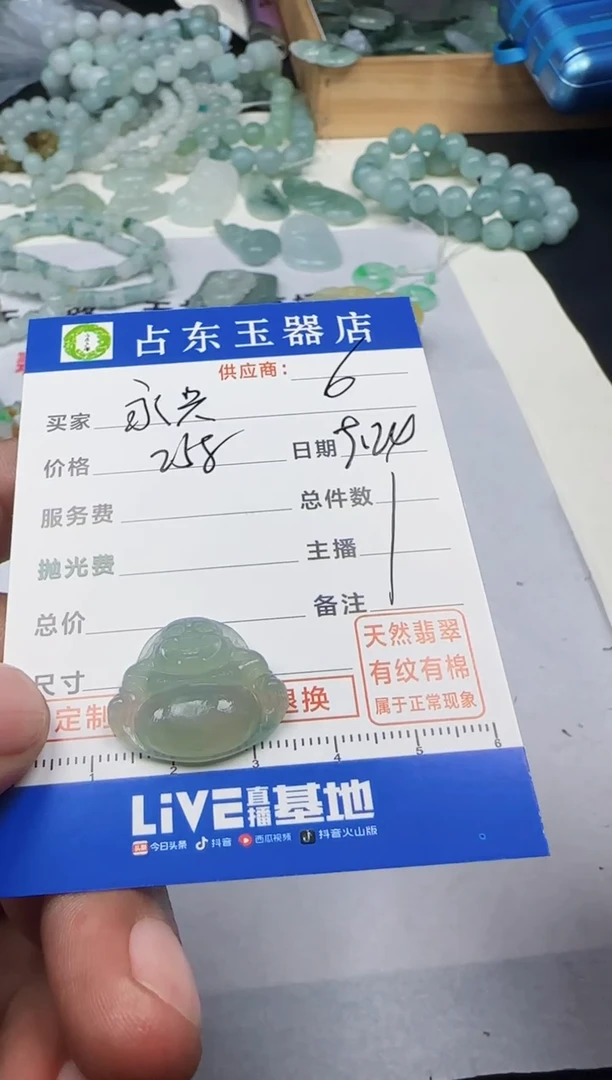 占东玉器店
供应商: 6
买家 永兴
价格 258 日期 9.24
服务费 总件数
抛光费 主播
总价 备注
天然翡翠
有纹有棉
属于正常现象
尺寸
定制 退换
1 2 3 4 5 6
LiVE直播基地
头条 今日头条 抖音 西瓜视频 抖音火山版